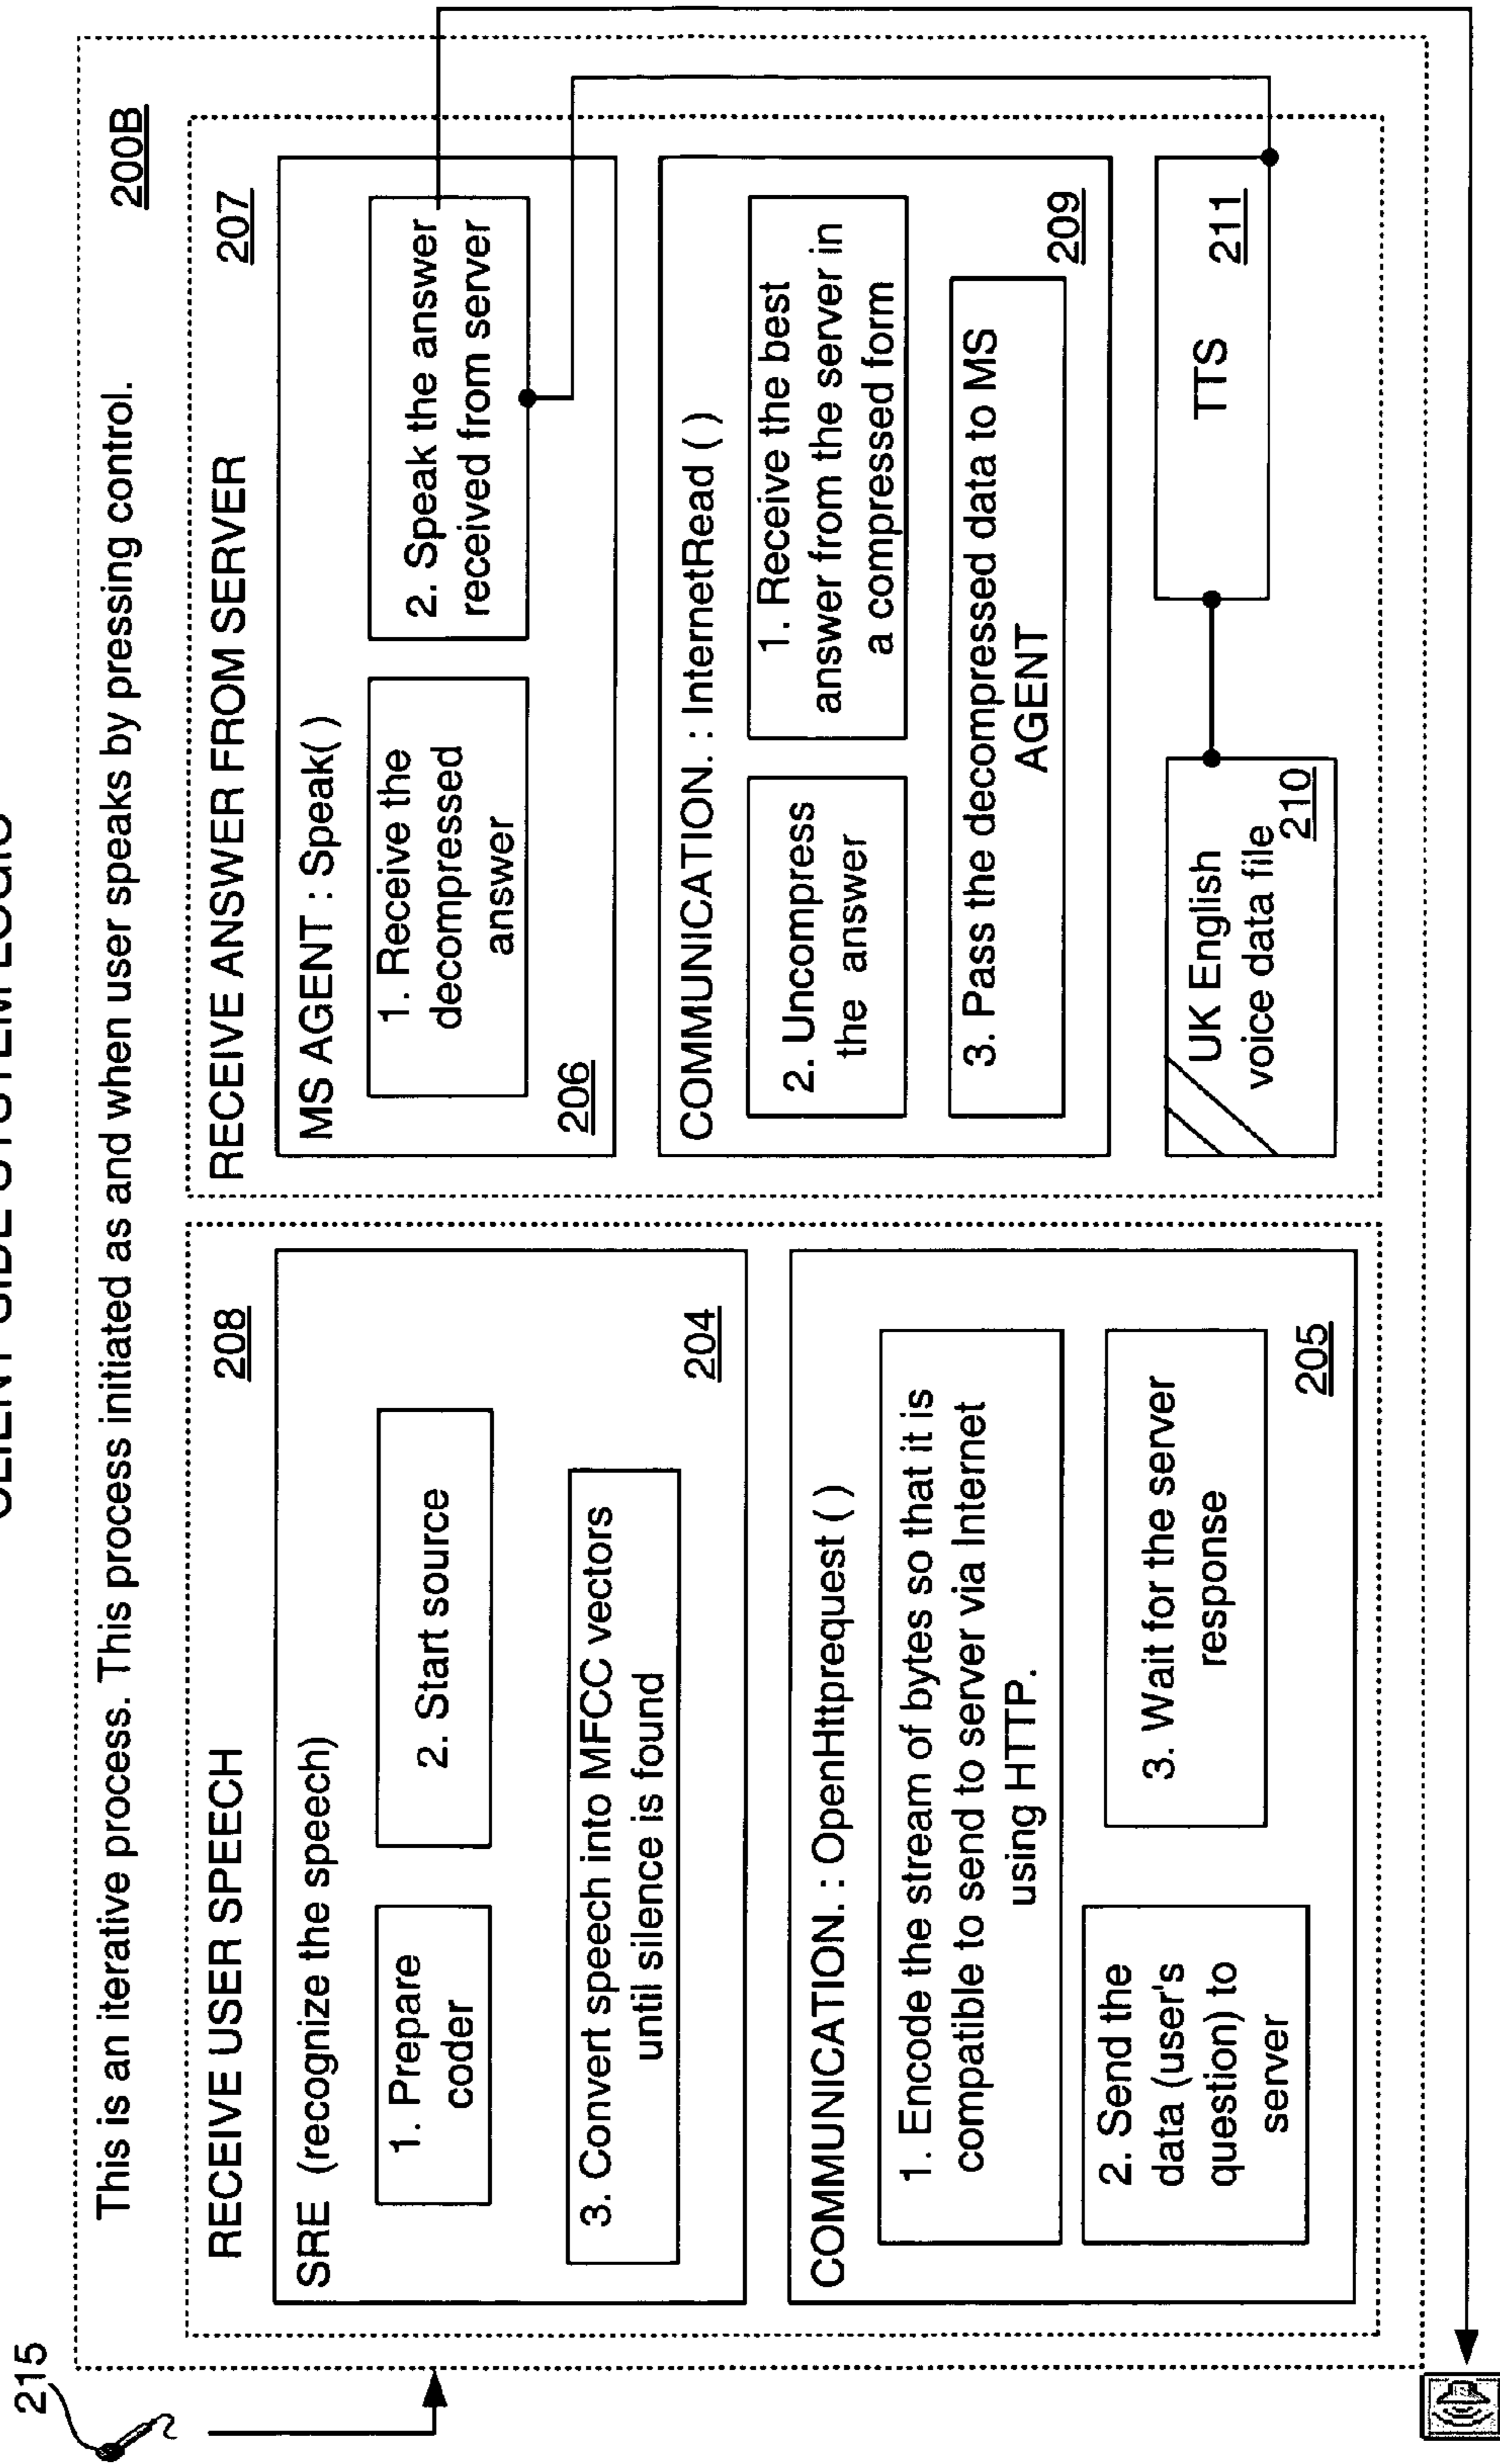 CLIENT SIDE SYSTEM LOGIC
This is an iterative process. This process initiated as and when user speaks by pressing control.
200B
215
RECEIVE USER SPEECH
208
SRE (recognize the speech)
1. Prepare
coder
2. Start source
3. Convert speech into MFCC vectors
until silence is found
204
COMMUNICATION. : OpenHttprequest ( )
1. Encode the stream of bytes so that it is
compatible to send to server via Internet
using HTTP.
2. Send the
data (user's
question) to
server
3. Wait for the server
response
205
RECEIVE ANSWER FROM SERVER
207
MS AGENT : Speak( )
1. Receive the
decompressed
answer
2. Speak the answer
received from server
206
COMMUNICATION. : InternetRead ( )
2. Uncompress
the answer
1. Receive the best
answer from the server in
a compressed form
3. Pass the decompressed data to MS
AGENT
209
UK English
voice data file
210
TTS
211